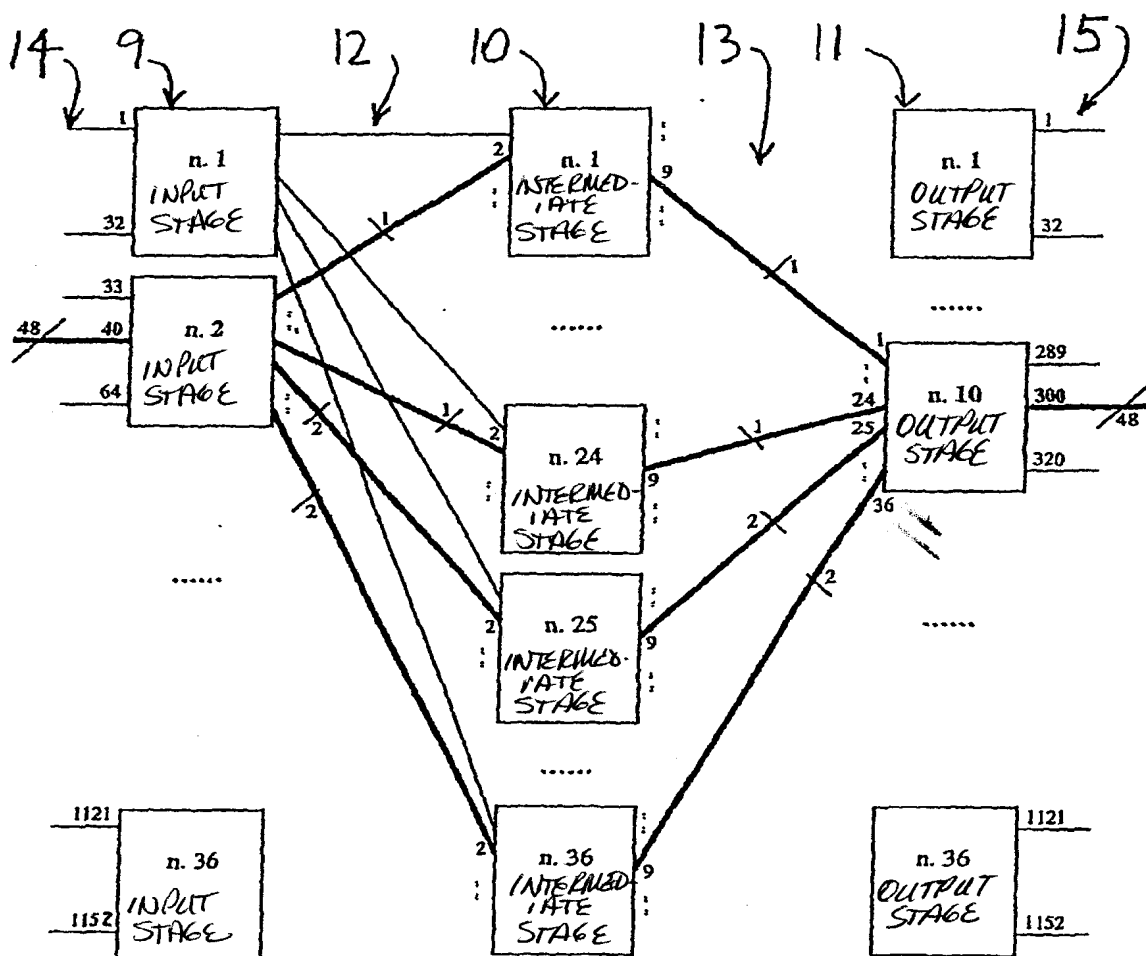 14 9 12 10 13 11 15
1 n. 1 INPUT STAGE 32
33 48 40 n. 2 INPUT STAGE 64
1 2 1 2
2 n. 1 INTERMED-
IATE
STAGE 9
......
2 n. 24 INTERMED-
IATE
STAGE 9
2 n. 25 INTERMED-
IATE
STAGE 9
......
2 n. 36 INTERMED-
IATE
STAGE 9
1 1 2 2
n. 1 OUTPUT STAGE 1 32
......
1 24 25 36 n. 10 OUTPUT STAGE 289 300 48 320
......
......
1121 n. 36 INPUT STAGE 1152
n. 36 OUTPUT STAGE 1121 1152